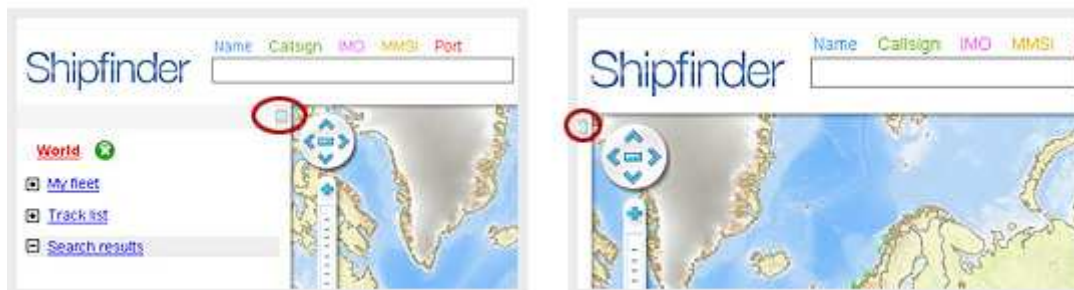 Name Callsign IMO MMSI Port
Shipfinder
World
My fleet
Track list
Search results
Name Callsign IMO MMSI
Shipfinder